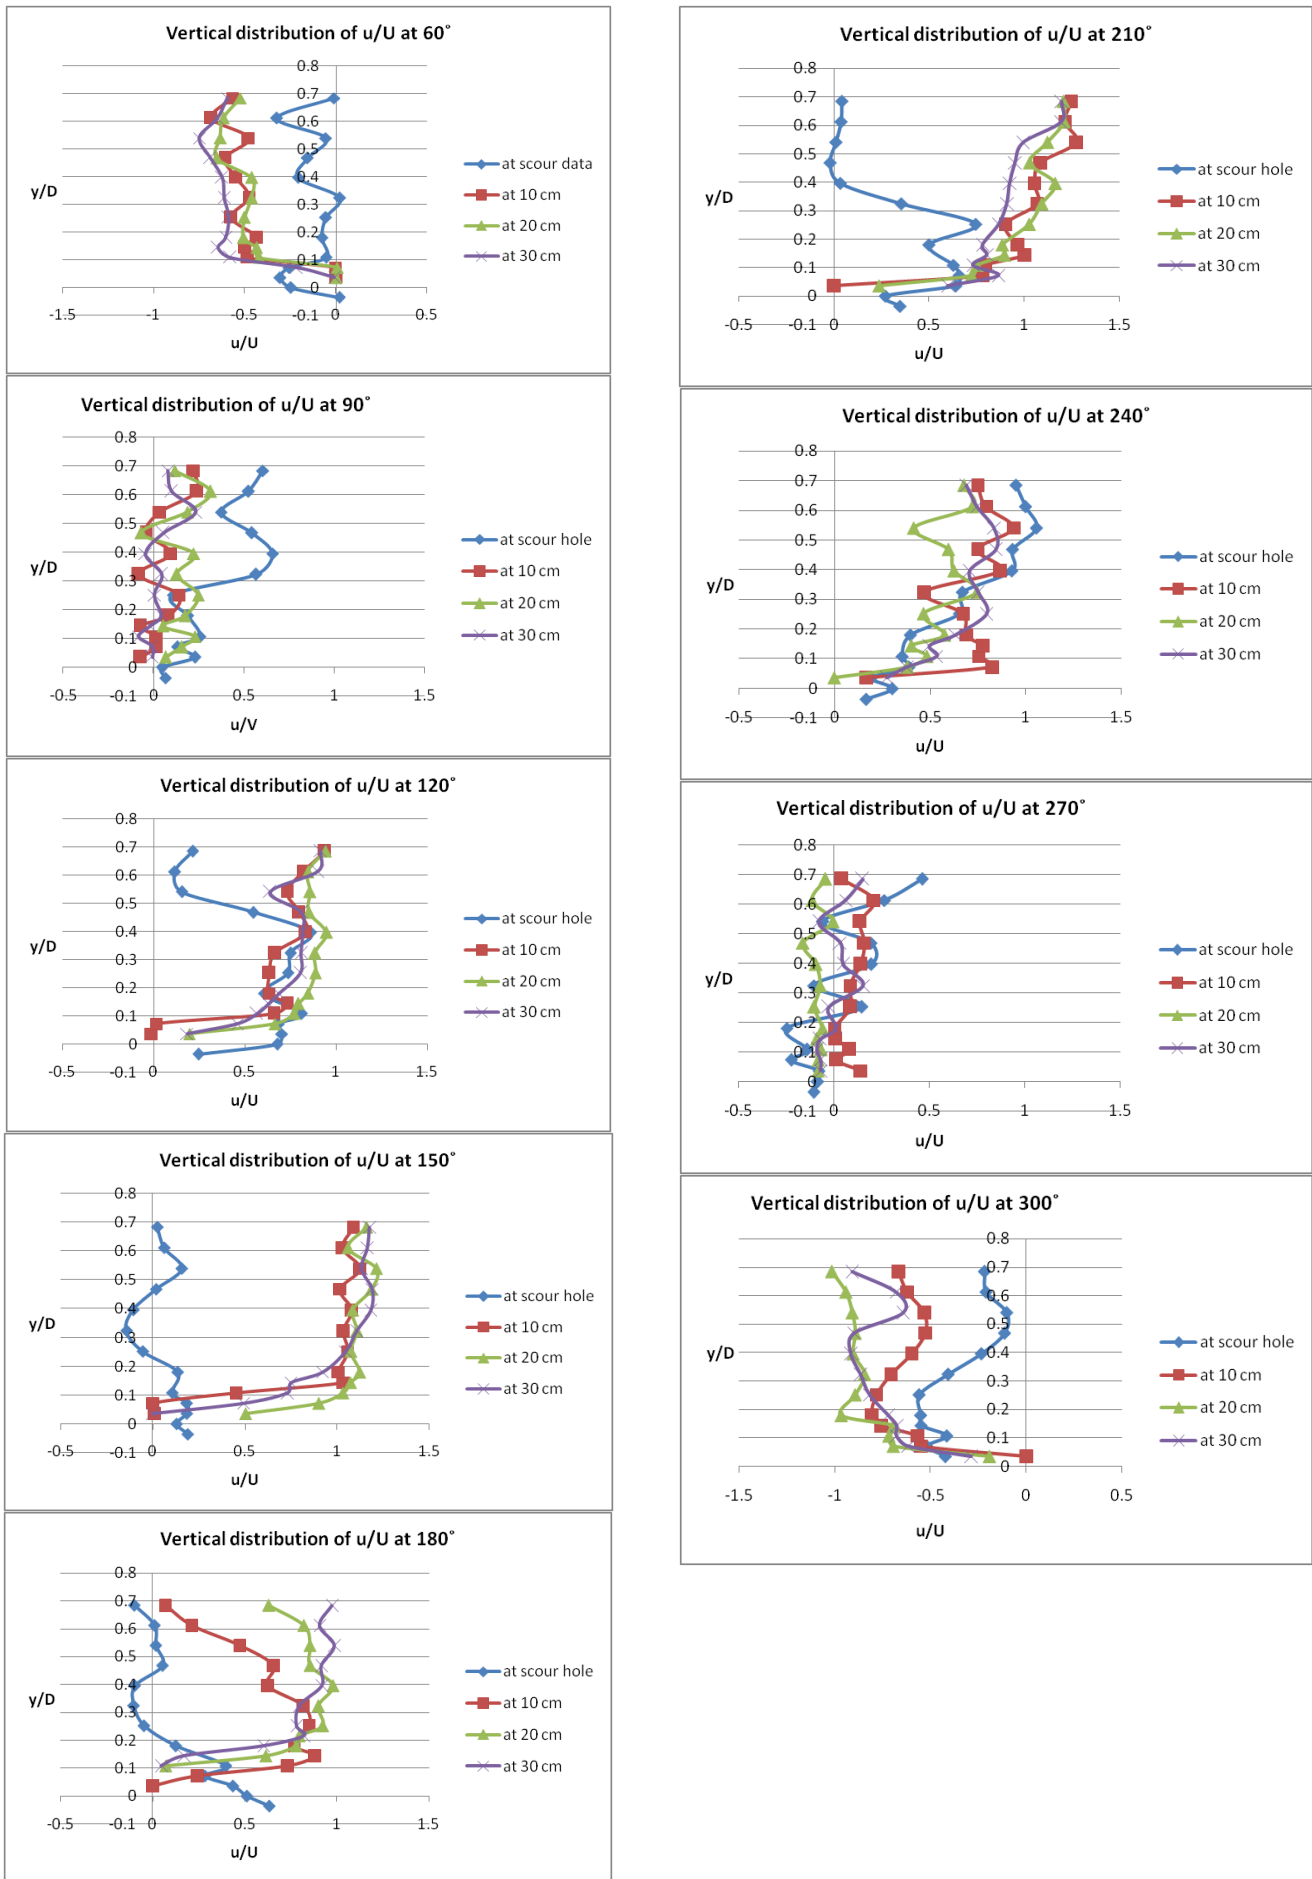 Vertical distribution of u/U at 60˚
0.8
0.7
0.6
0.5
0.4
0.3
0.2
0.1
0
-0.1
y/D
-1.5 -1 -0.5 0 0.5
u/U
at scour data
at 10 cm
at 20 cm
at 30 cm
Vertical distribution of u/U at 90˚
0.8
0.7
0.6
0.5
0.4
0.3
0.2
0.1
0
-0.1
y/D
-0.5 0 0.5 1 1.5
u/V
at scour hole
at 10 cm
at 20 cm
at 30 cm
Vertical distribution of u/U at 120˚
0.8
0.7
0.6
0.5
0.4
0.3
0.2
0.1
0
-0.1
y/D
-0.5 0 0.5 1 1.5
u/U
at scour hole
at 10 cm
at 20 cm
at 30 cm
Vertical distribution of u/U at 150˚
0.8
0.7
0.6
0.5
0.4
0.3
0.2
0.1
0
-0.1
y/D
-0.5 0 0.5 1 1.5
u/U
at scour hole
at 10 cm
at 20 cm
at 30 cm
Vertical distribution of u/U at 180˚
0.8
0.7
0.6
0.5
0.4
0.3
0.2
0.1
0
-0.1
y/D
-0.5 0 0.5 1 1.5
u/U
at scour hole
at 10 cm
at 20 cm
at 30 cm
Vertical distribution of u/U at 210˚
0.8
0.7
0.6
0.5
0.4
0.3
0.2
0.1
0
-0.1
y/D
-0.5 0 0.5 1 1.5
u/U
at scour hole
at 10 cm
at 20 cm
at 30 cm
Vertical distribution of u/U at 240˚
0.8
0.7
0.6
0.5
0.4
0.3
0.2
0.1
0
-0.1
y/D
-0.5 0 0.5 1 1.5
u/U
at scour hole
at 10 cm
at 20 cm
at 30 cm
Vertical distribution of u/U at 270˚
0.8
0.7
0.6
0.5
0.4
0.3
0.2
0.1
0
-0.1
y/D
-0.5 0 0.5 1 1.5
u/U
at scour hole
at 10 cm
at 20 cm
at 30 cm
Vertical distribution of u/U at 300˚
0.8
0.7
0.6
0.5
0.4
0.3
0.2
0.1
0
y/D
-1.5 -1 -0.5 0 0.5
u/U
at scour hole
at 10 cm
at 20 cm
at 30 cm